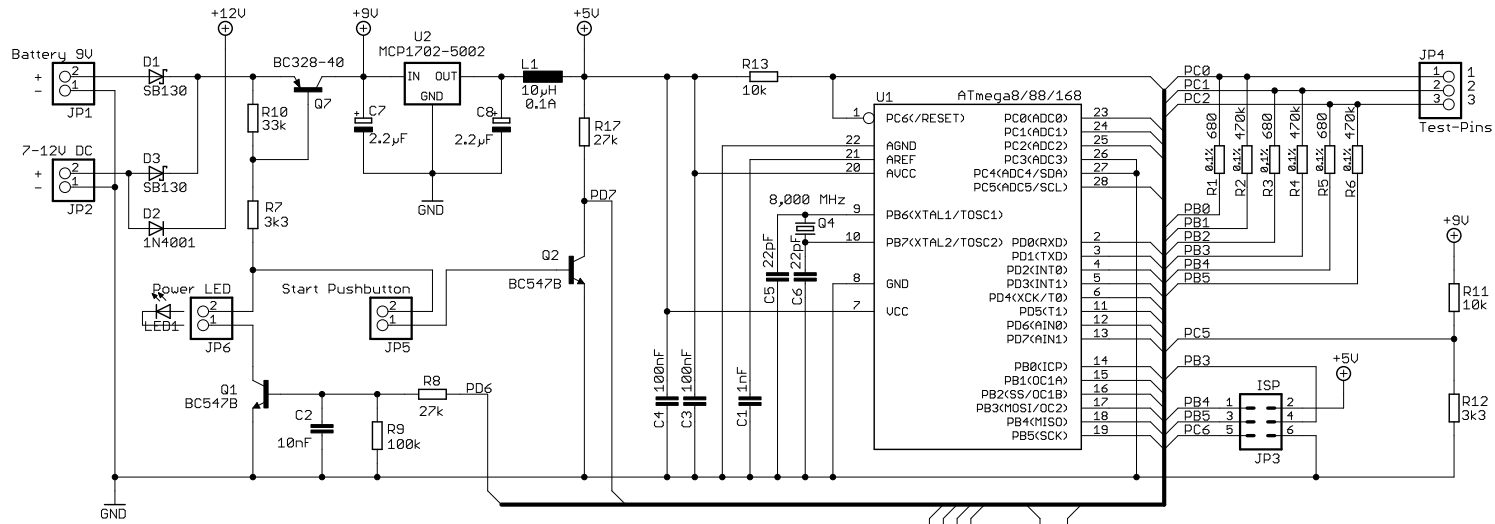 +12V
+9V
+5V
Battery 9V
+
-
2
1
JP1
D1
SB130
BC328-40
Q7
U2
MCP1702-5002
IN OUT
GND
L1
10µH
0.1A
R10
33k
+
C7
2.2µF
C8
+
2.2µF
GND
R17
27k
R13
10k
7-12V DC
+
-
2
1
JP2
D3
SB130
D2
1N4001
R7
3k3
PD7
Q2
BC547B
Power LED
LED1
2
1
JP6
Start Pushbutton
2
1
JP5
Q1
BC547B
C2
10nF
R9
100k
R8
27k
PD6
GND
8,000 MHz
Q4
C5 22pF
C6 22pF
C4 100nF
C3 100nF
C1 1nF
U1
ATmega8/88/168
1 PC6(/RESET)
22 AGND
21 AREF
20 AVCC
9 PB6(XTAL1/TOSC1)
10 PB7(XTAL2/TOSC2)
8 GND
7 VCC
PC0(ADC0) 23
PC1(ADC1) 24
PC2(ADC2) 25
PC3(ADC3) 26
PC4(ADC4/SDA) 27
PC5(ADC5/SCL) 28
PD0(RXD) 2
PD1(TXD) 3
PD2(INT0) 4
PD3(INT1) 5
PD4(XCK/T0) 6
PD5(T1) 11
PD6(AIN0) 12
PD7(AIN1) 13
PB0(ICP) 14
PB1(OC1A) 15
PB2(SS/OC1B) 16
PB3(MOSI/OC2) 17
PB4(MISO) 18
PB5(SCK) 19
PC0
PC1
PC2
JP4
1 1
2 2
3 3
Test-Pins
R1 0.1% 680
R2 0.1% 470k
R3 0.1% 680
R4 0.1% 470k
R5 0.1% 680
R6 0.1% 470k
PB0
PB1
PB2
PB3
PB4
PB5
+9V
R11
10k
PC5
PB3
+5V
R12
3k3
ISP
PB4 1 2
PB5 3 4
PC6 5 6
JP3